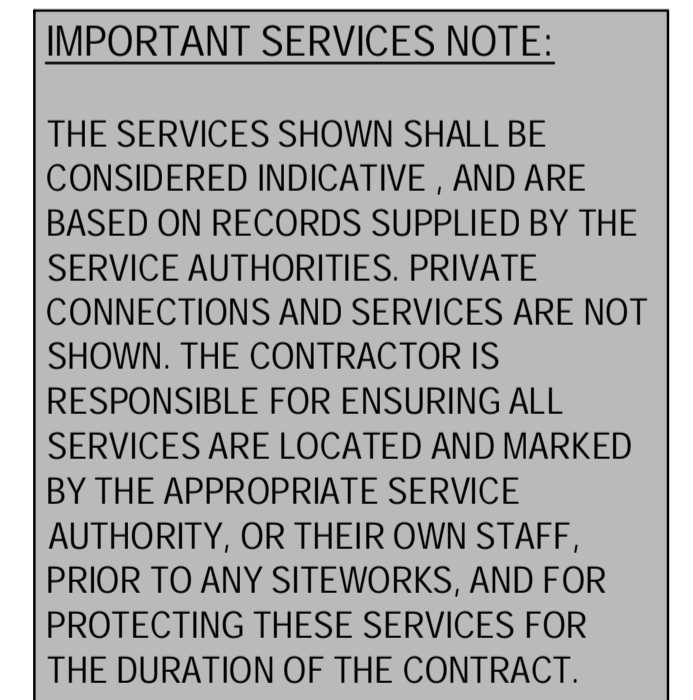 IMPORTANT SERVICES NOTE:
THE SERVICES SHOWN SHALL BE
CONSIDERED INDICATIVE , AND ARE
BASED ON RECORDS SUPPLIED BY THE
SERVICE AUTHORITIES. PRIVATE
CONNECTIONS AND SERVICES ARE NOT
SHOWN. THE CONTRACTOR IS
RESPONSIBLE FOR ENSURING ALL
SERVICES ARE LOCATED AND MARKED
BY THE APPROPRIATE SERVICE
AUTHORITY, OR THEIR OWN STAFF,
PRIOR TO ANY SITEWORKS, AND FOR
PROTECTING THESE SERVICES FOR
THE DURATION OF THE CONTRACT.